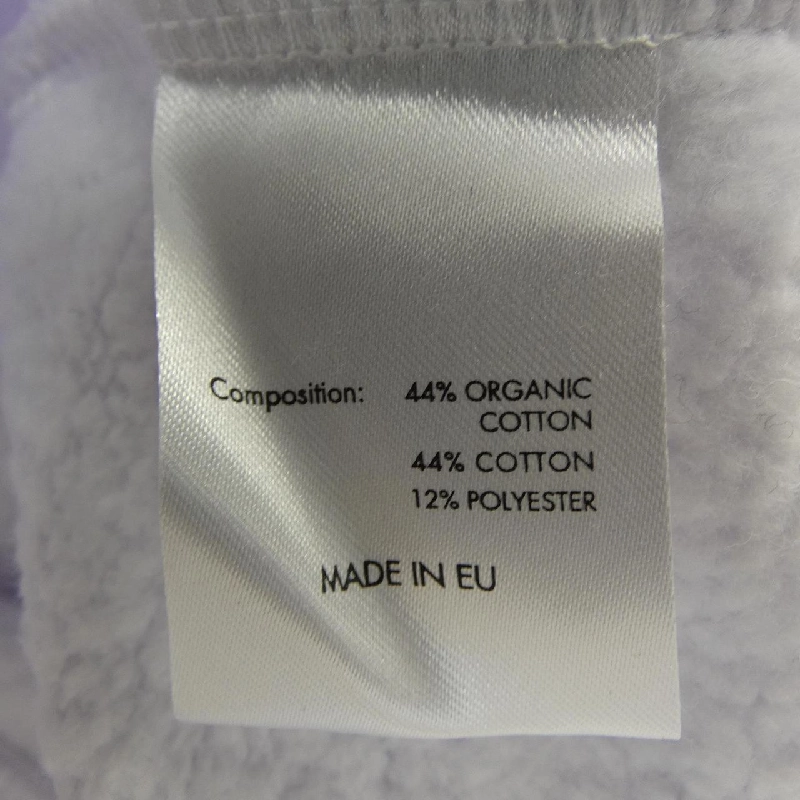 Composition: 44% ORGANIC
COTTON
44% COTTON
12% POLYESTER
MADE IN EU